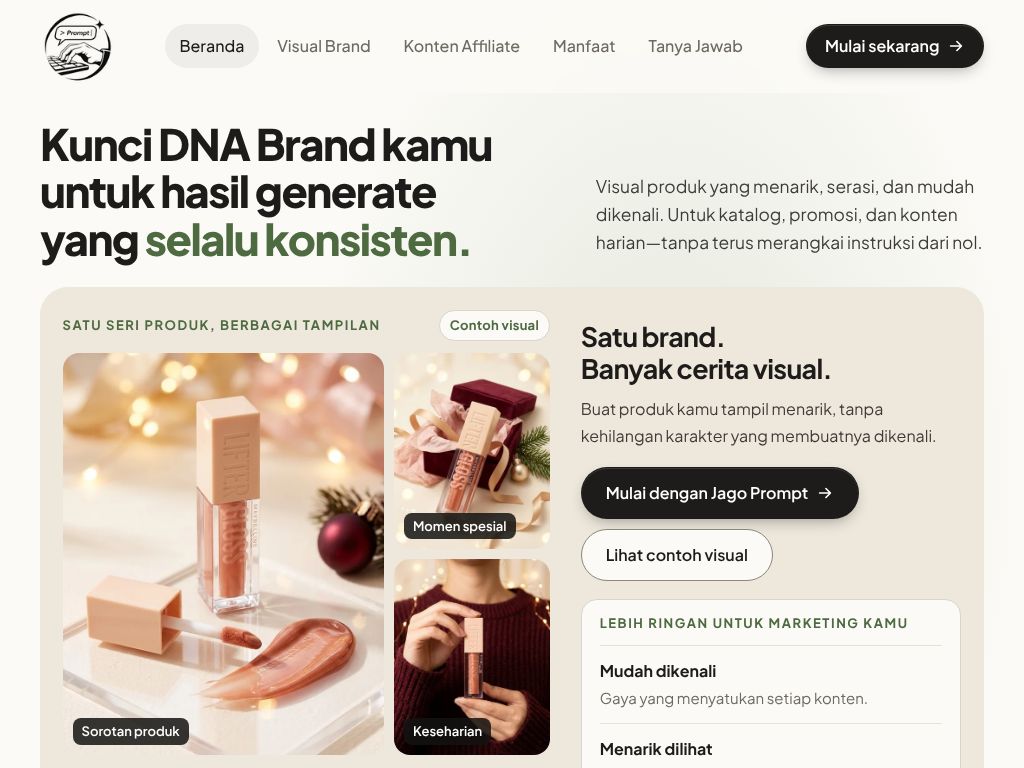 > Prompt|
Beranda
Visual Brand
Konten Affiliate
Manfaat
Tanya Jawab
Mulai sekarang →
Kunci DNA Brand kamu
untuk hasil generate
yang selalu konsisten.
Visual produk yang menarik, serasi, dan mudah
dikenali. Untuk katalog, promosi, dan konten
harian—tanpa terus merangkai instruksi dari nol.
SATU SERI PRODUK, BERBAGAI TAMPILAN
Contoh visual
LIFTER
GLOSS
MAYBELLINE
Sorotan produk
LIFTER
GLOSS
Momen spesial
Keseharian
Satu brand.
Banyak cerita visual.
Buat produk kamu tampil menarik, tanpa
kehilangan karakter yang membuatnya dikenali.
Mulai dengan Jago Prompt →
Lihat contoh visual
LEBIH RINGAN UNTUK MARKETING KAMU
Mudah dikenali
Gaya yang menyatukan setiap konten.
Menarik dilihat